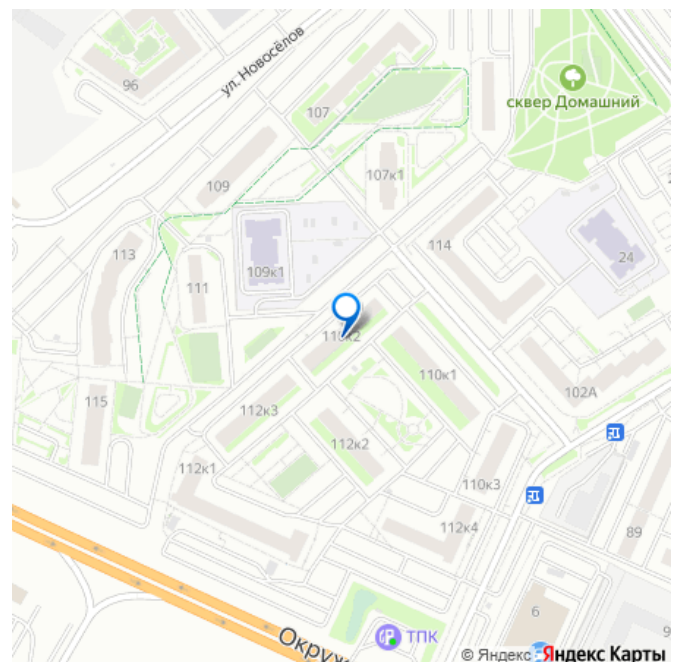 96
ул. Новосёлов
107
сквер Домашний
109
107к1
113
109к1
114
24
111
110к2
110к1
102А
115
112к3
112к2
112к1
110к3
112к4
89
6
ТПК
© Яндекс
Яндекс Карты